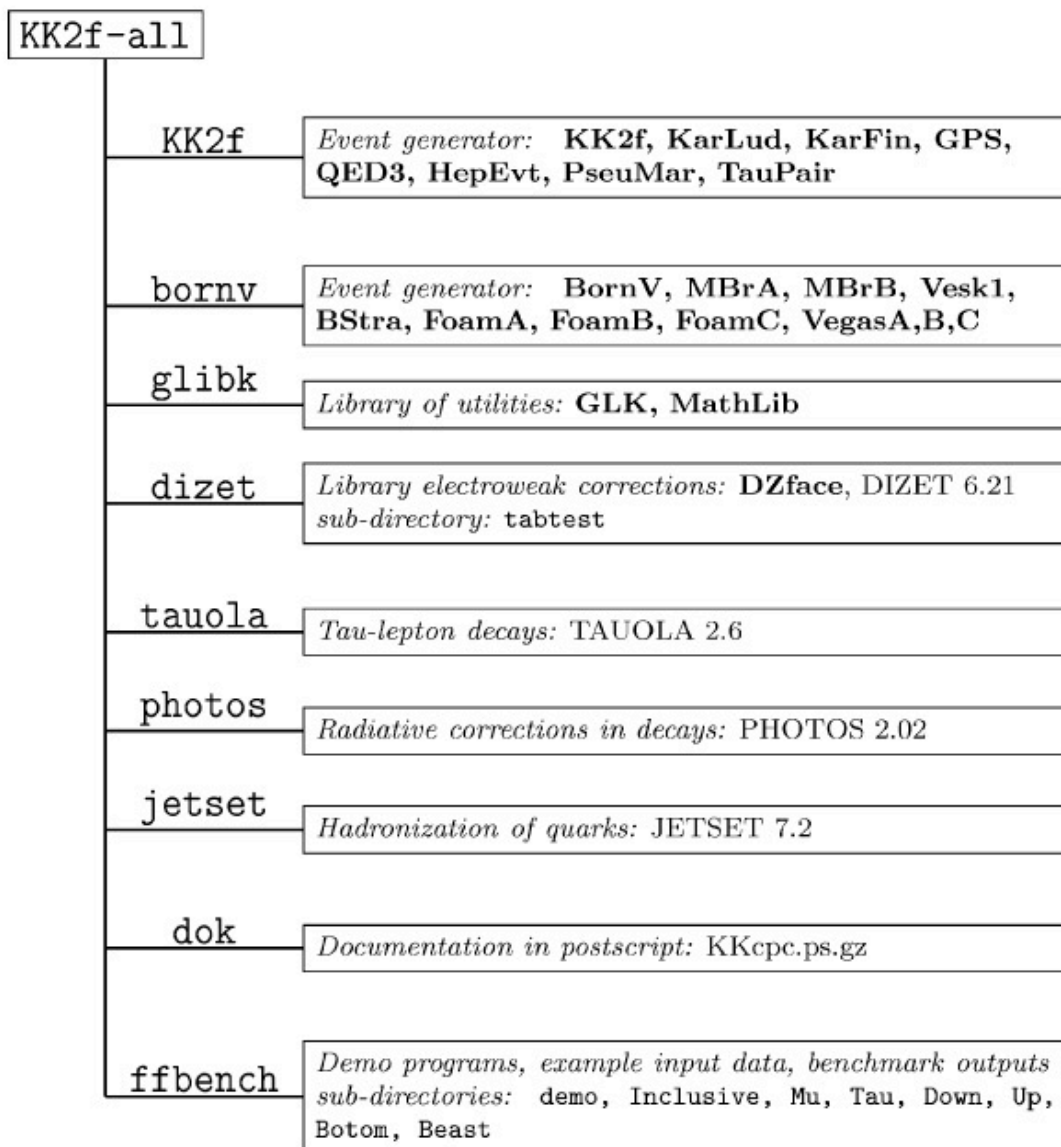 KK2f-all
KK2f
Event generator: KK2f, KarLud, KarFin, GPS,
QED3, HepEvt, PseuMar, TauPair
bornv
Event generator: BornV, MBrA, MBrB, Vesk1,
BStra, FoamA, FoamB, FoamC, VegasA,B,C
glibk
Library of utilities: GLK, MathLib
dizet
Library electroweak corrections: DZface, DIZET 6.21
sub-directory: tabtest
tauola
Tau-lepton decays: TAUOLA 2.6
photos
Radiative corrections in decays: PHOTOS 2.02
jetset
Hadronization of quarks: JETSET 7.2
dok
Documentation in postscript: KKcpc.ps.gz
ffbench
Demo programs, example input data, benchmark outputs
sub-directories: demo, Inclusive, Mu, Tau, Down, Up,
Botom, Beast